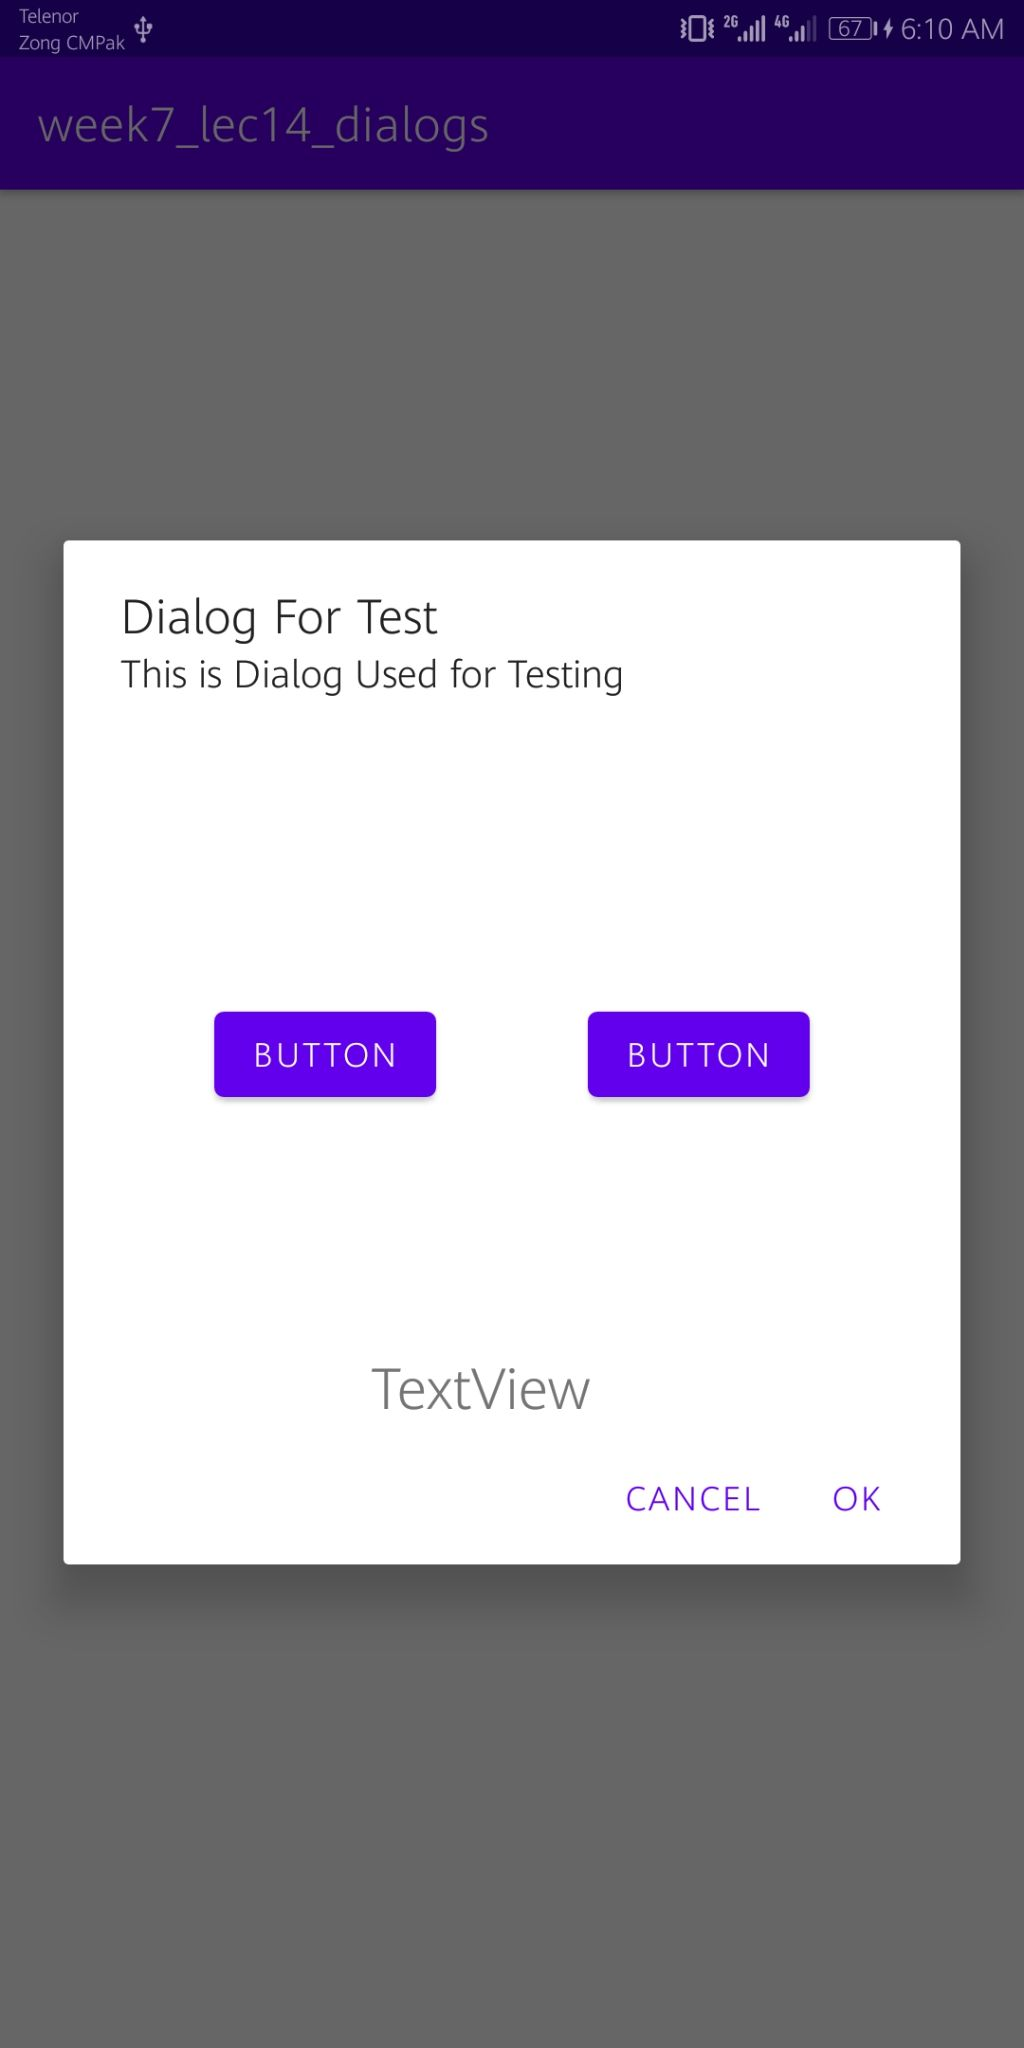 Telenor
Zong CMPak
2G 4G 67 6:10 AM
week7_lec14_dialogs
Dialog For Test
This is Dialog Used for Testing
BUTTON BUTTON
TextView
CANCEL OK